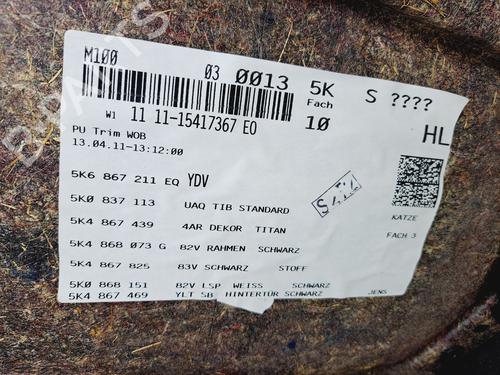 M100
03 0013 5K S ????
Fach
W1 11 11-15417367 EO 10
HL
PU Trim WOB
13.04.11-13:12:00
5K6 867 211 EQ YDV
5K0 837 113 UAQ TIB STANDARD
KATZE
5K4 867 439 4AR DEKOR TITAN
FACH 3
5K4 868 073 G 82V RAHMEN SCHWARZ
5K4 867 825 83V SCHWARZ STOFF
5K0 868 151 82V LSP WEISS SCHWARZ
5K4 867 469 YLT SB HINTERTÜR SCHWARZ
JENS